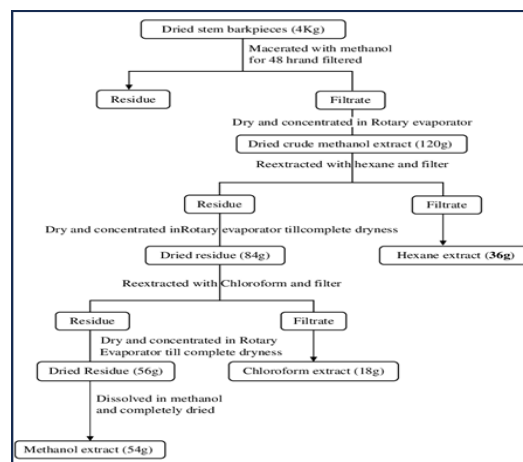 Dried stem barkpieces (4Kg)
Macerated with methanol
for 48 hrand filtered
Residue
Filtrate
Dry and concentrated in Rotary evaporator
Dried crude methanol extract (120g)
Reextracted with hexane and filter
Residue
Filtrate
Dry and concentrated inRotary evaporator tillcomplete dryness
Dried residue (84g)
Hexane extract (36g)
Reextracted with Chloroform and filter
Residue
Filtrate
Dry and concentrated in Rotary
Evaporator till complete dryness
Dried Residue (56g)
Chloroform extract (18g)
Dissolved in methanol
and completely dried
Methanol extract (54g)